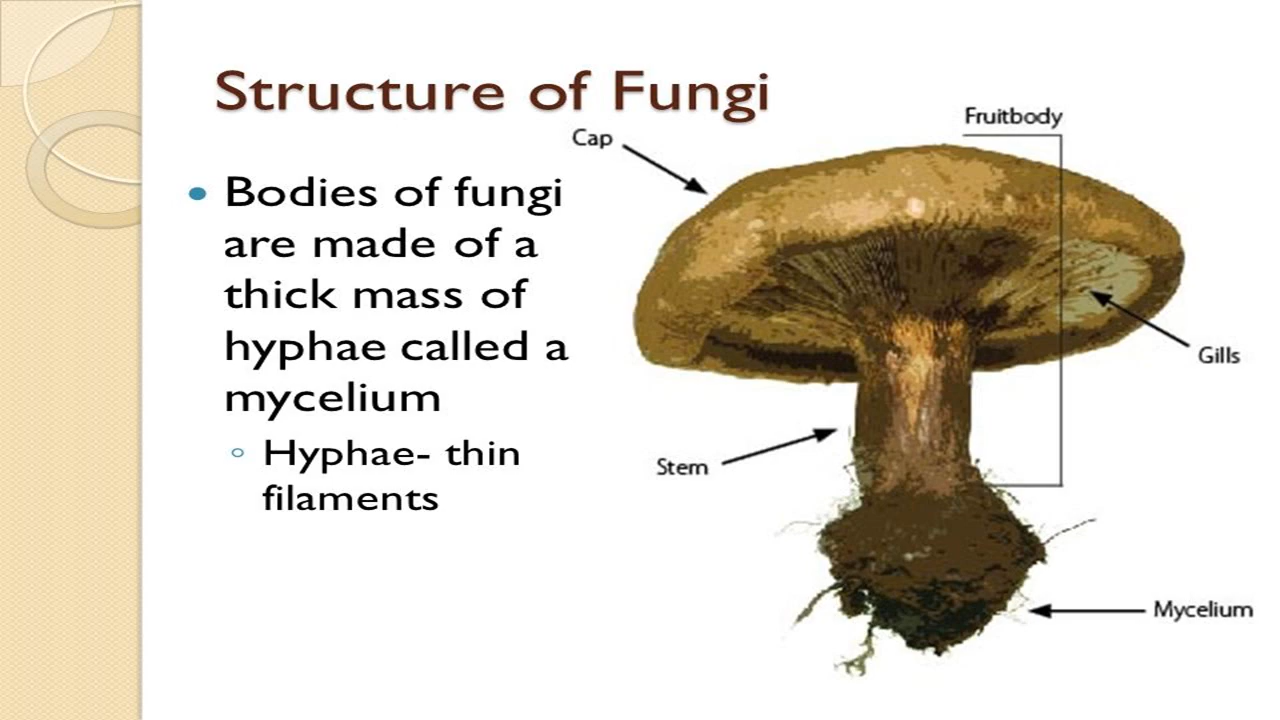 Structure of Fungi
Bodies of fungi
are made of a
thick mass of
hyphae called a
mycelium
Hyphae- thin
filaments
Cap
Fruitbody
Gills
Stem
Mycelium